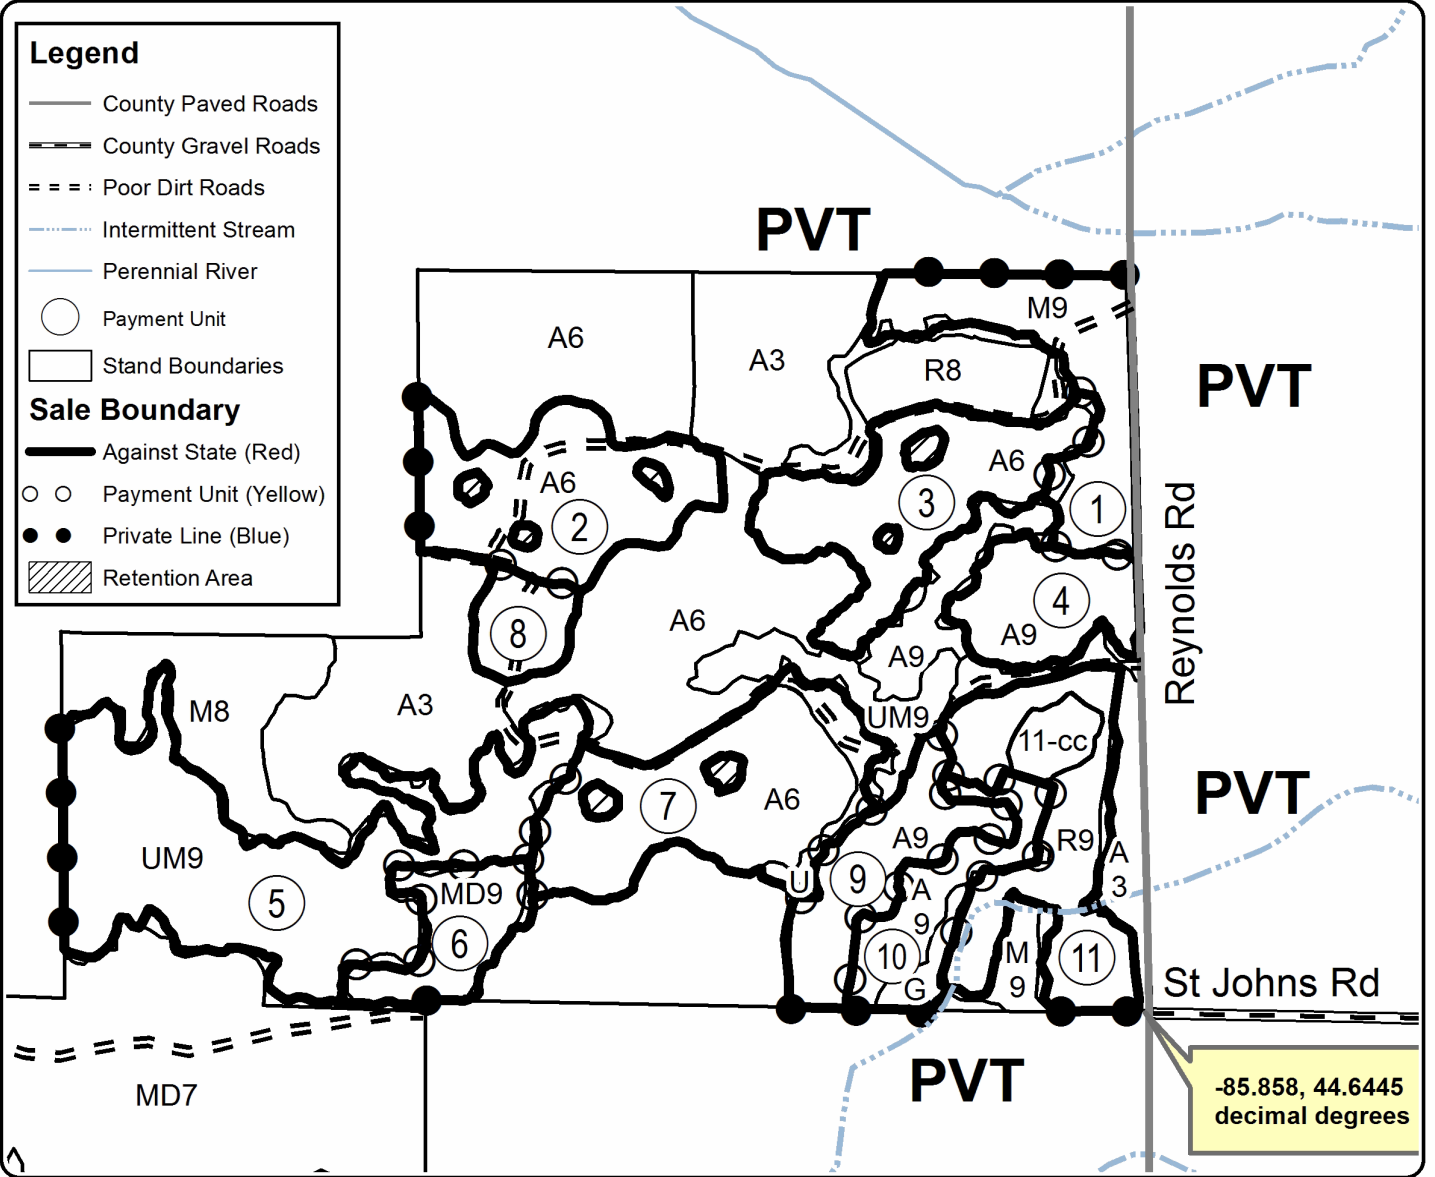 Legend
County Paved Roads
County Gravel Roads
Poor Dirt Roads
Intermittent Stream
Perennial River
Payment Unit
Stand Boundaries
Sale Boundary
Against State (Red)
Payment Unit (Yellow)
Private Line (Blue)
Retention Area
PVT
M9
A6
A3
R8
PVT
A6
A6
3
1
2
Reynolds Rd
4
8
A6
A9
A9
M8
A3
UM9
11-cc
PVT
7
A6
A9
R9
A
3
UM9
U
9
A
9
MD9
5
6
10
M
9
11
G
St Johns Rd
PVT
MD7
-85.858, 44.6445
decimal degrees